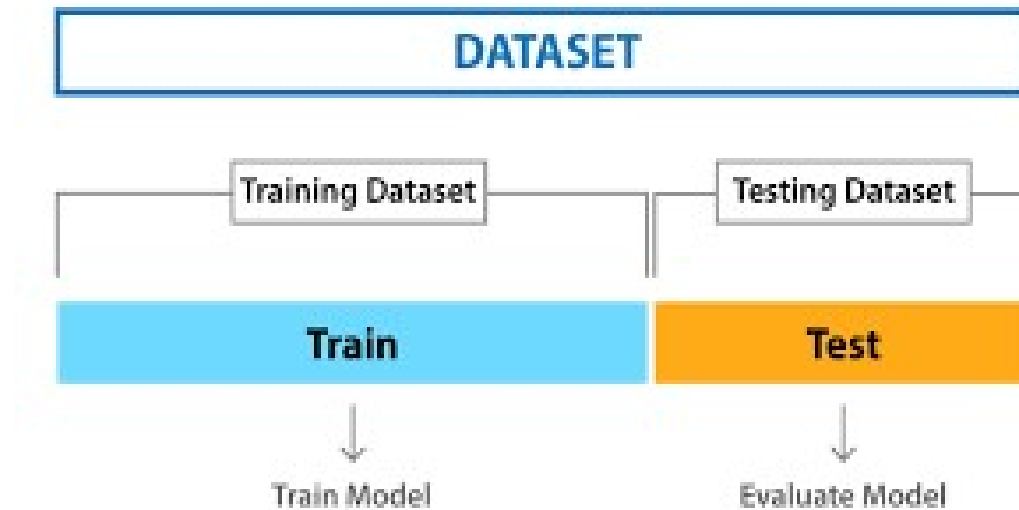 DATASET
Training Dataset
Testing Dataset
Train
Test
Train Model
Evaluate Model